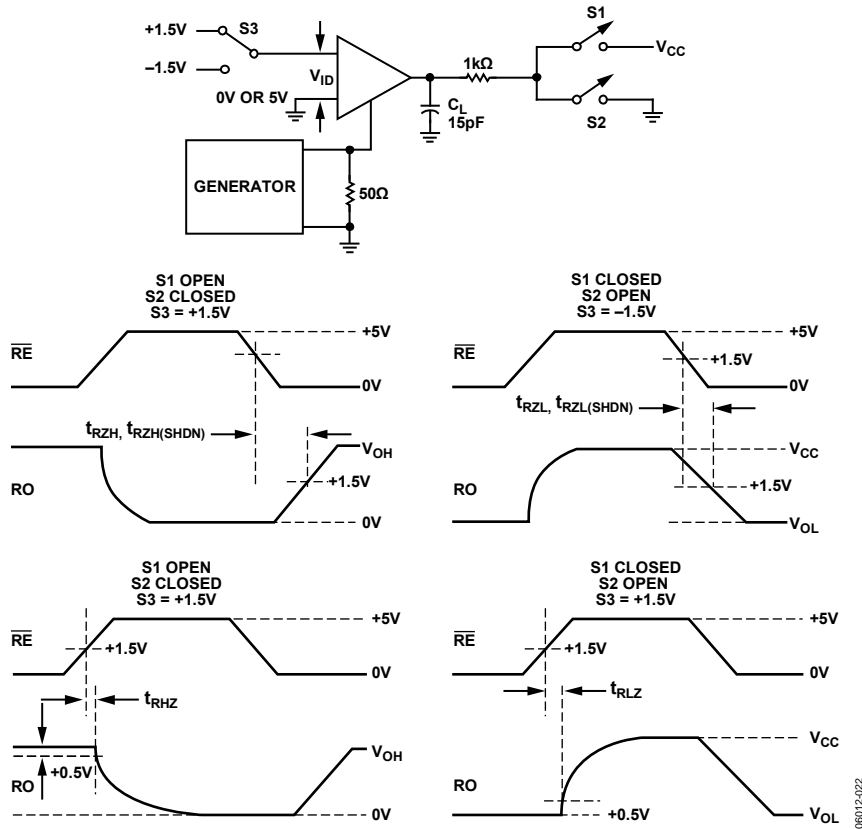 +1.5V
S3
–1.5V
V_ID
0V OR 5V
1kΩ
C_L
15pF
S1
V_CC
S2
GENERATOR
50Ω
S1 OPEN
S2 CLOSED
S3 = +1.5V
RE
+5V
0V
t_RZH, t_RZH(SHDN)
RO
V_OH
+1.5V
0V
S1 CLOSED
S2 OPEN
S3 = –1.5V
RE
+5V
+1.5V
0V
t_RZL, t_RZL(SHDN)
RO
V_CC
+1.5V
V_OL
S1 OPEN
S2 CLOSED
S3 = +1.5V
RE
+5V
+1.5V
0V
t_RHZ
RO
+0.5V
V_OH
0V
S1 CLOSED
S2 OPEN
S3 = +1.5V
RE
+5V
+1.5V
0V
t_RLZ
RO
V_CC
+0.5V
V_OL
06012-022